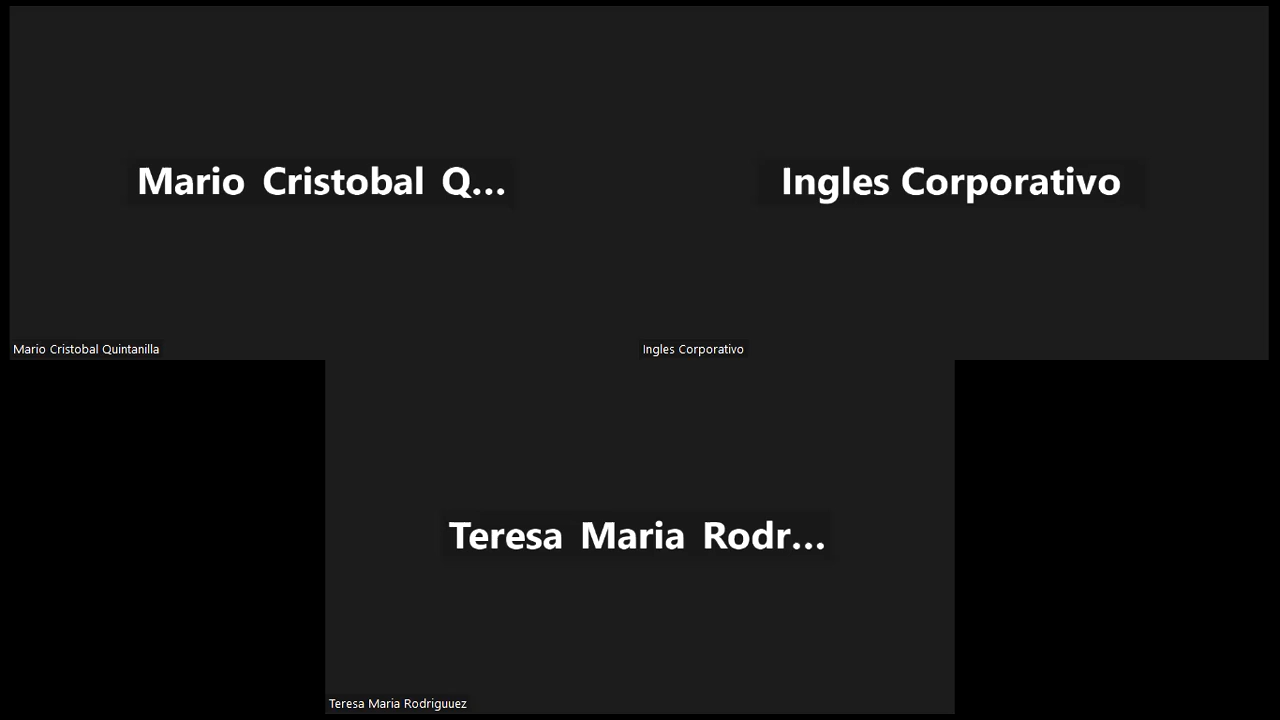 Mario Cristobal Q...
Ingles Corporativo
Mario Cristobal Quintanilla
Ingles Corporativo
Teresa Maria Rodr...
Teresa Maria Rodriguuez